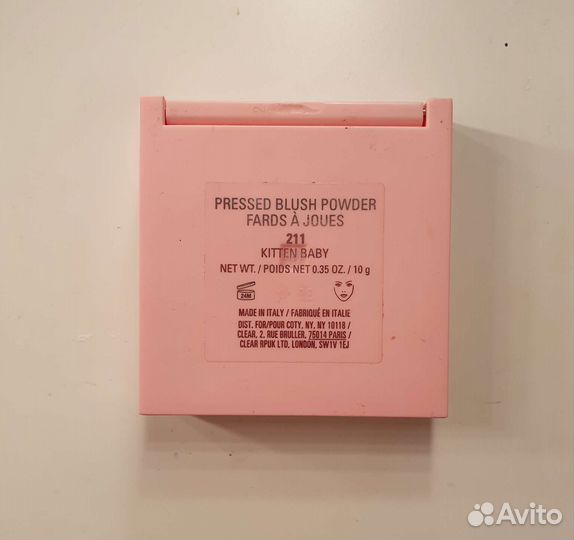 PRESSED BLUSH POWDER
FARDS À JOUES
211
KITTEN BABY
NET WT. / POIDS NET 0.35 OZ. / 10 g
24M
MADE IN ITALY / FABRIQUÉ EN ITALIE
DIST. FOR/POUR COTY, NY, NY 10118 /
CLEAR, 2, RUE BRULLER, 75014 PARIS /
CLEAR RPUK LTD, LONDON, SW1V 1EJ
Avito